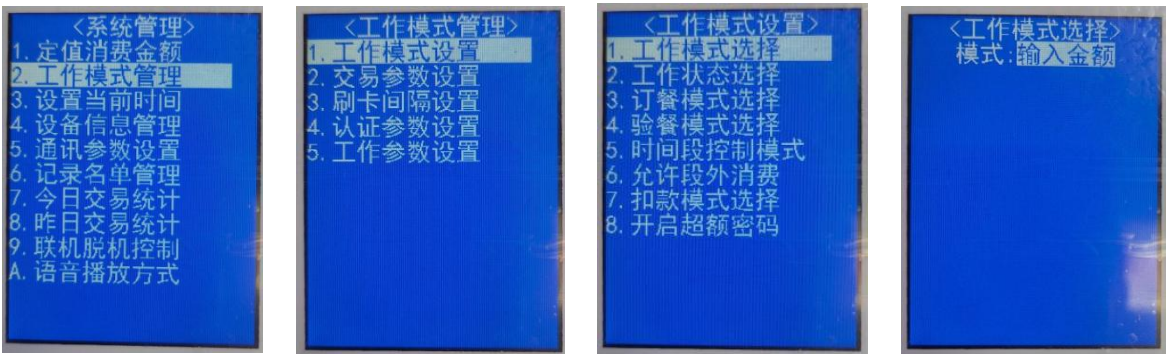 <系统管理>
1. 定值消费金额
2. 工作模式管理
3. 设置当前时间
4. 设备信息管理
5. 通讯参数设置
6. 记录名单管理
7. 今日交易统计
8. 昨日交易统计
9. 联机脱机控制
A. 语音播放方式
<工作模式管理>
1. 工作模式设置
2. 交易参数设置
3. 刷卡间隔设置
4. 认证参数设置
5. 工作参数设置
<工作模式设置>
1. 工作模式选择
2. 工作状态选择
3. 订餐模式选择
4. 验餐模式选择
5. 时间段控制模式
6. 允许段外消费
7. 扣款模式选择
8. 开启超额密码
<工作模式选择>
模式:输入金额